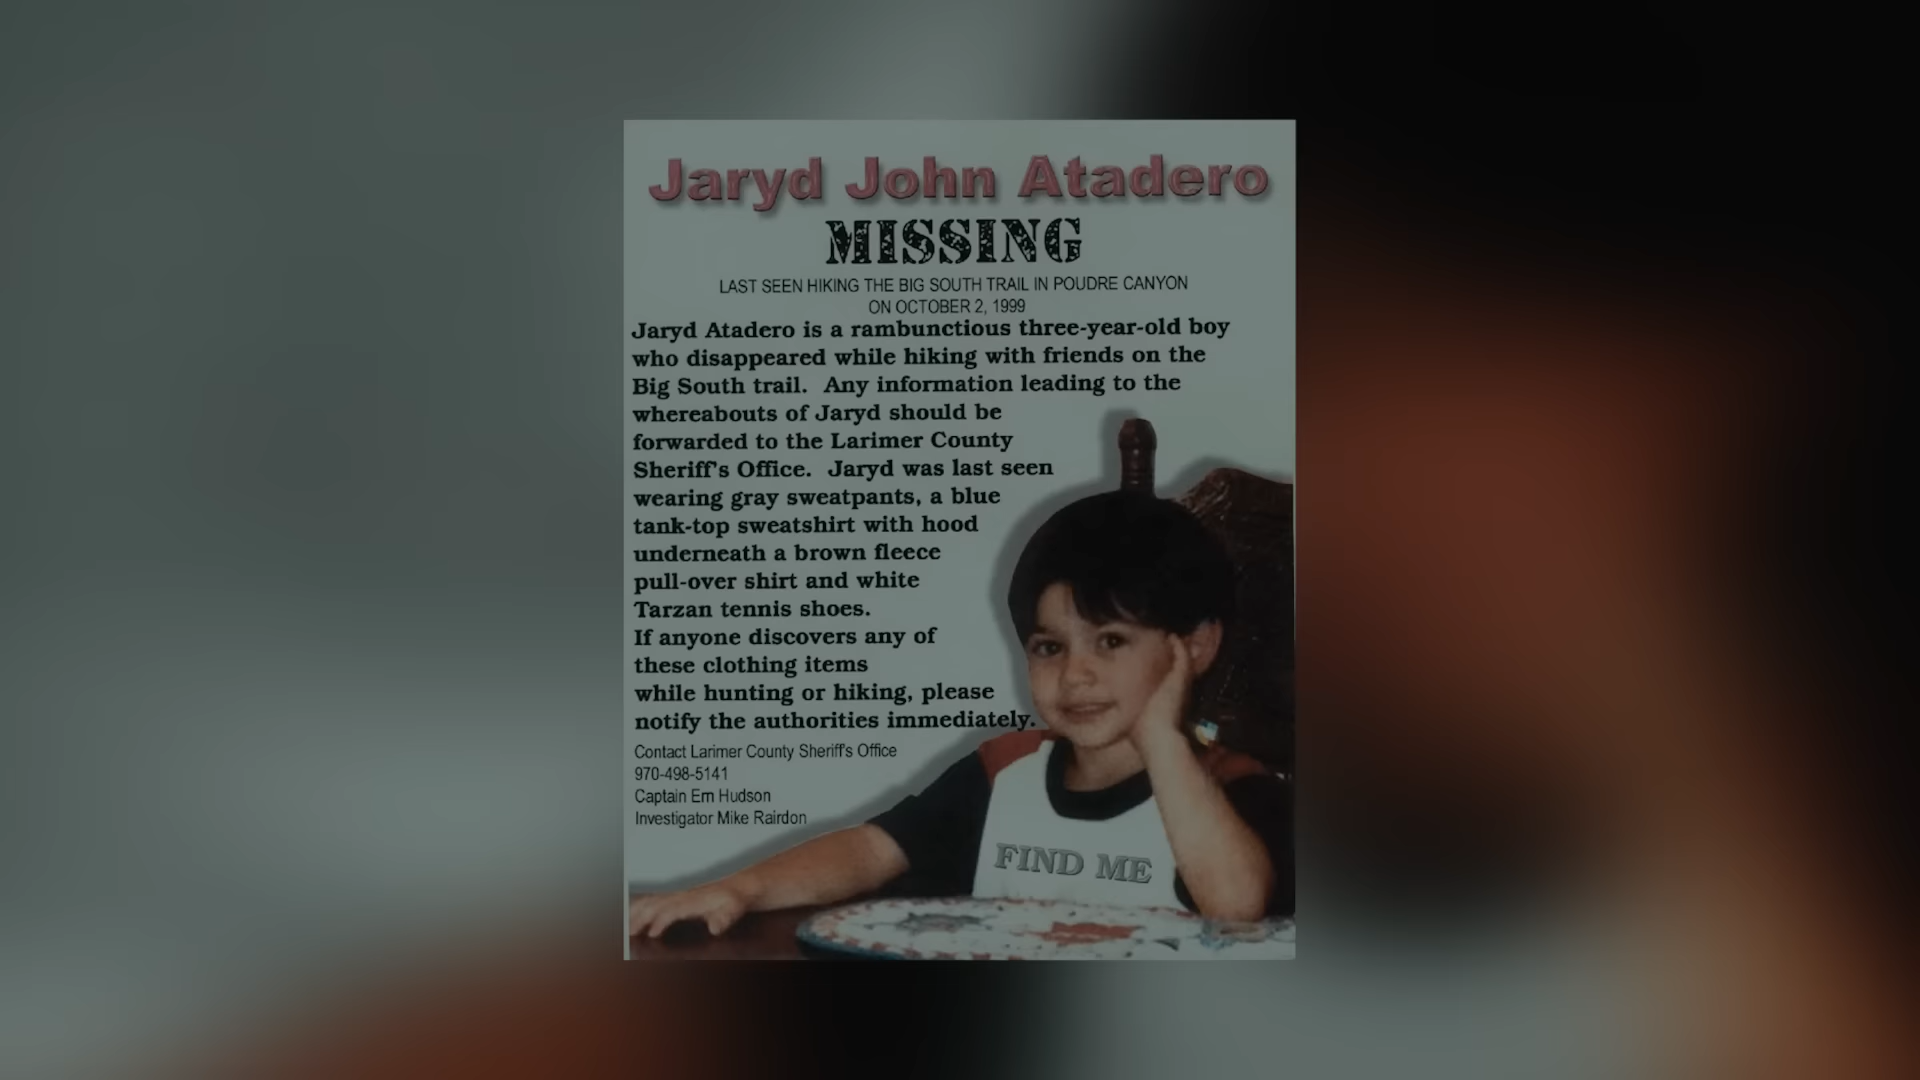 Jaryd John Atadero
MISSING
LAST SEEN HIKING THE BIG SOUTH TRAIL IN POUDRE CANYON
ON OCTOBER 2, 1999
Jaryd Atadero is a rambunctious three-year-old boy
who disappeared while hiking with friends on the
Big South trail. Any information leading to the
whereabouts of Jaryd should be
forwarded to the Larimer County
Sheriff's Office. Jaryd was last seen
wearing gray sweatpants, a blue
tank-top sweatshirt with hood
underneath a brown fleece
pull-over shirt and white
Tarzan tennis shoes.
If anyone discovers any of
these clothing items
while hunting or hiking, please
notify the authorities immediately.
Contact Larimer County Sheriff's Office
970-498-5141
Captain Ern Hudson
Investigator Mike Rairdon
FIND ME